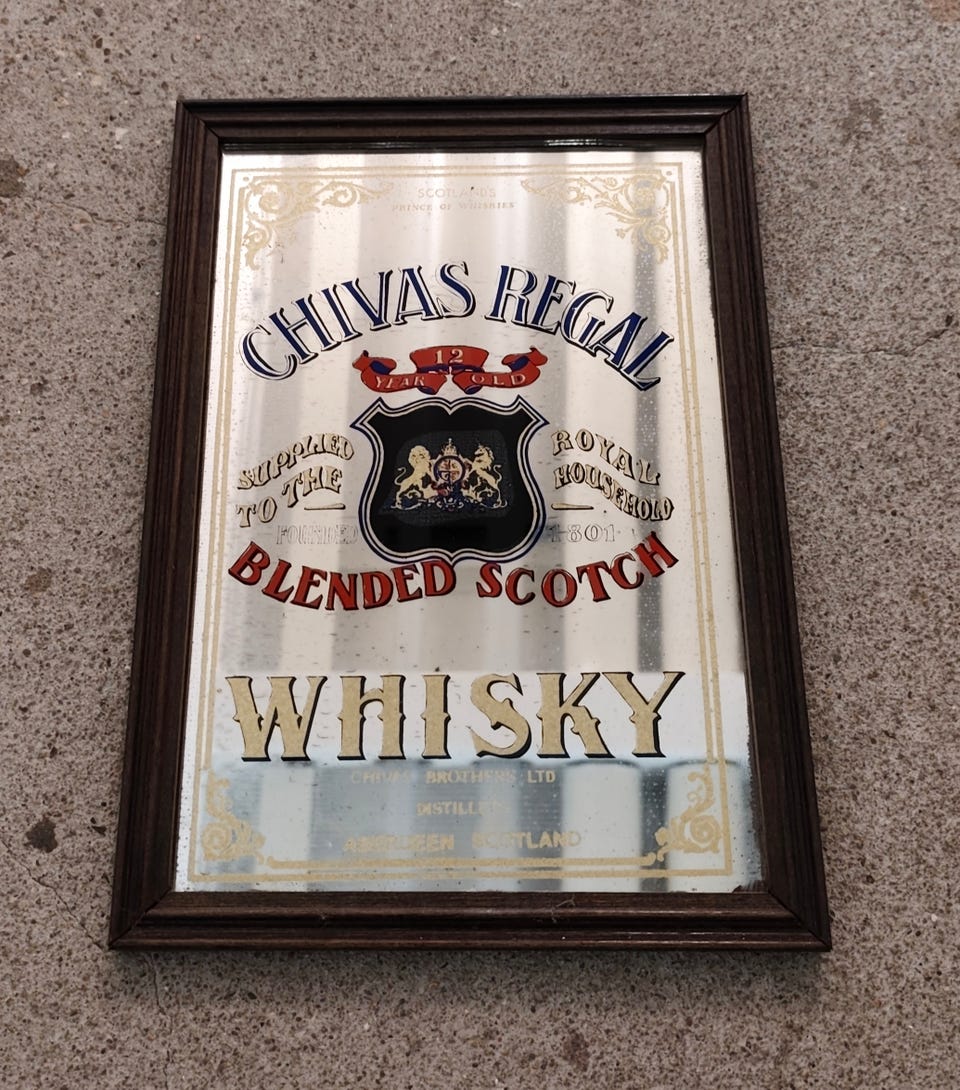 SCOTLAND'S
PRINCE OF WHISKIES
CHIVAS REGAL
12
YEAR OLD
SUPPLIED ROYAL
TO THE HOUSEHOLD
FOUNDED 1801
BLENDED SCOTCH
WHISKY
CHIVAS BROTHERS LTD
DISTILLERS
ABERDEEN SCOTLAND